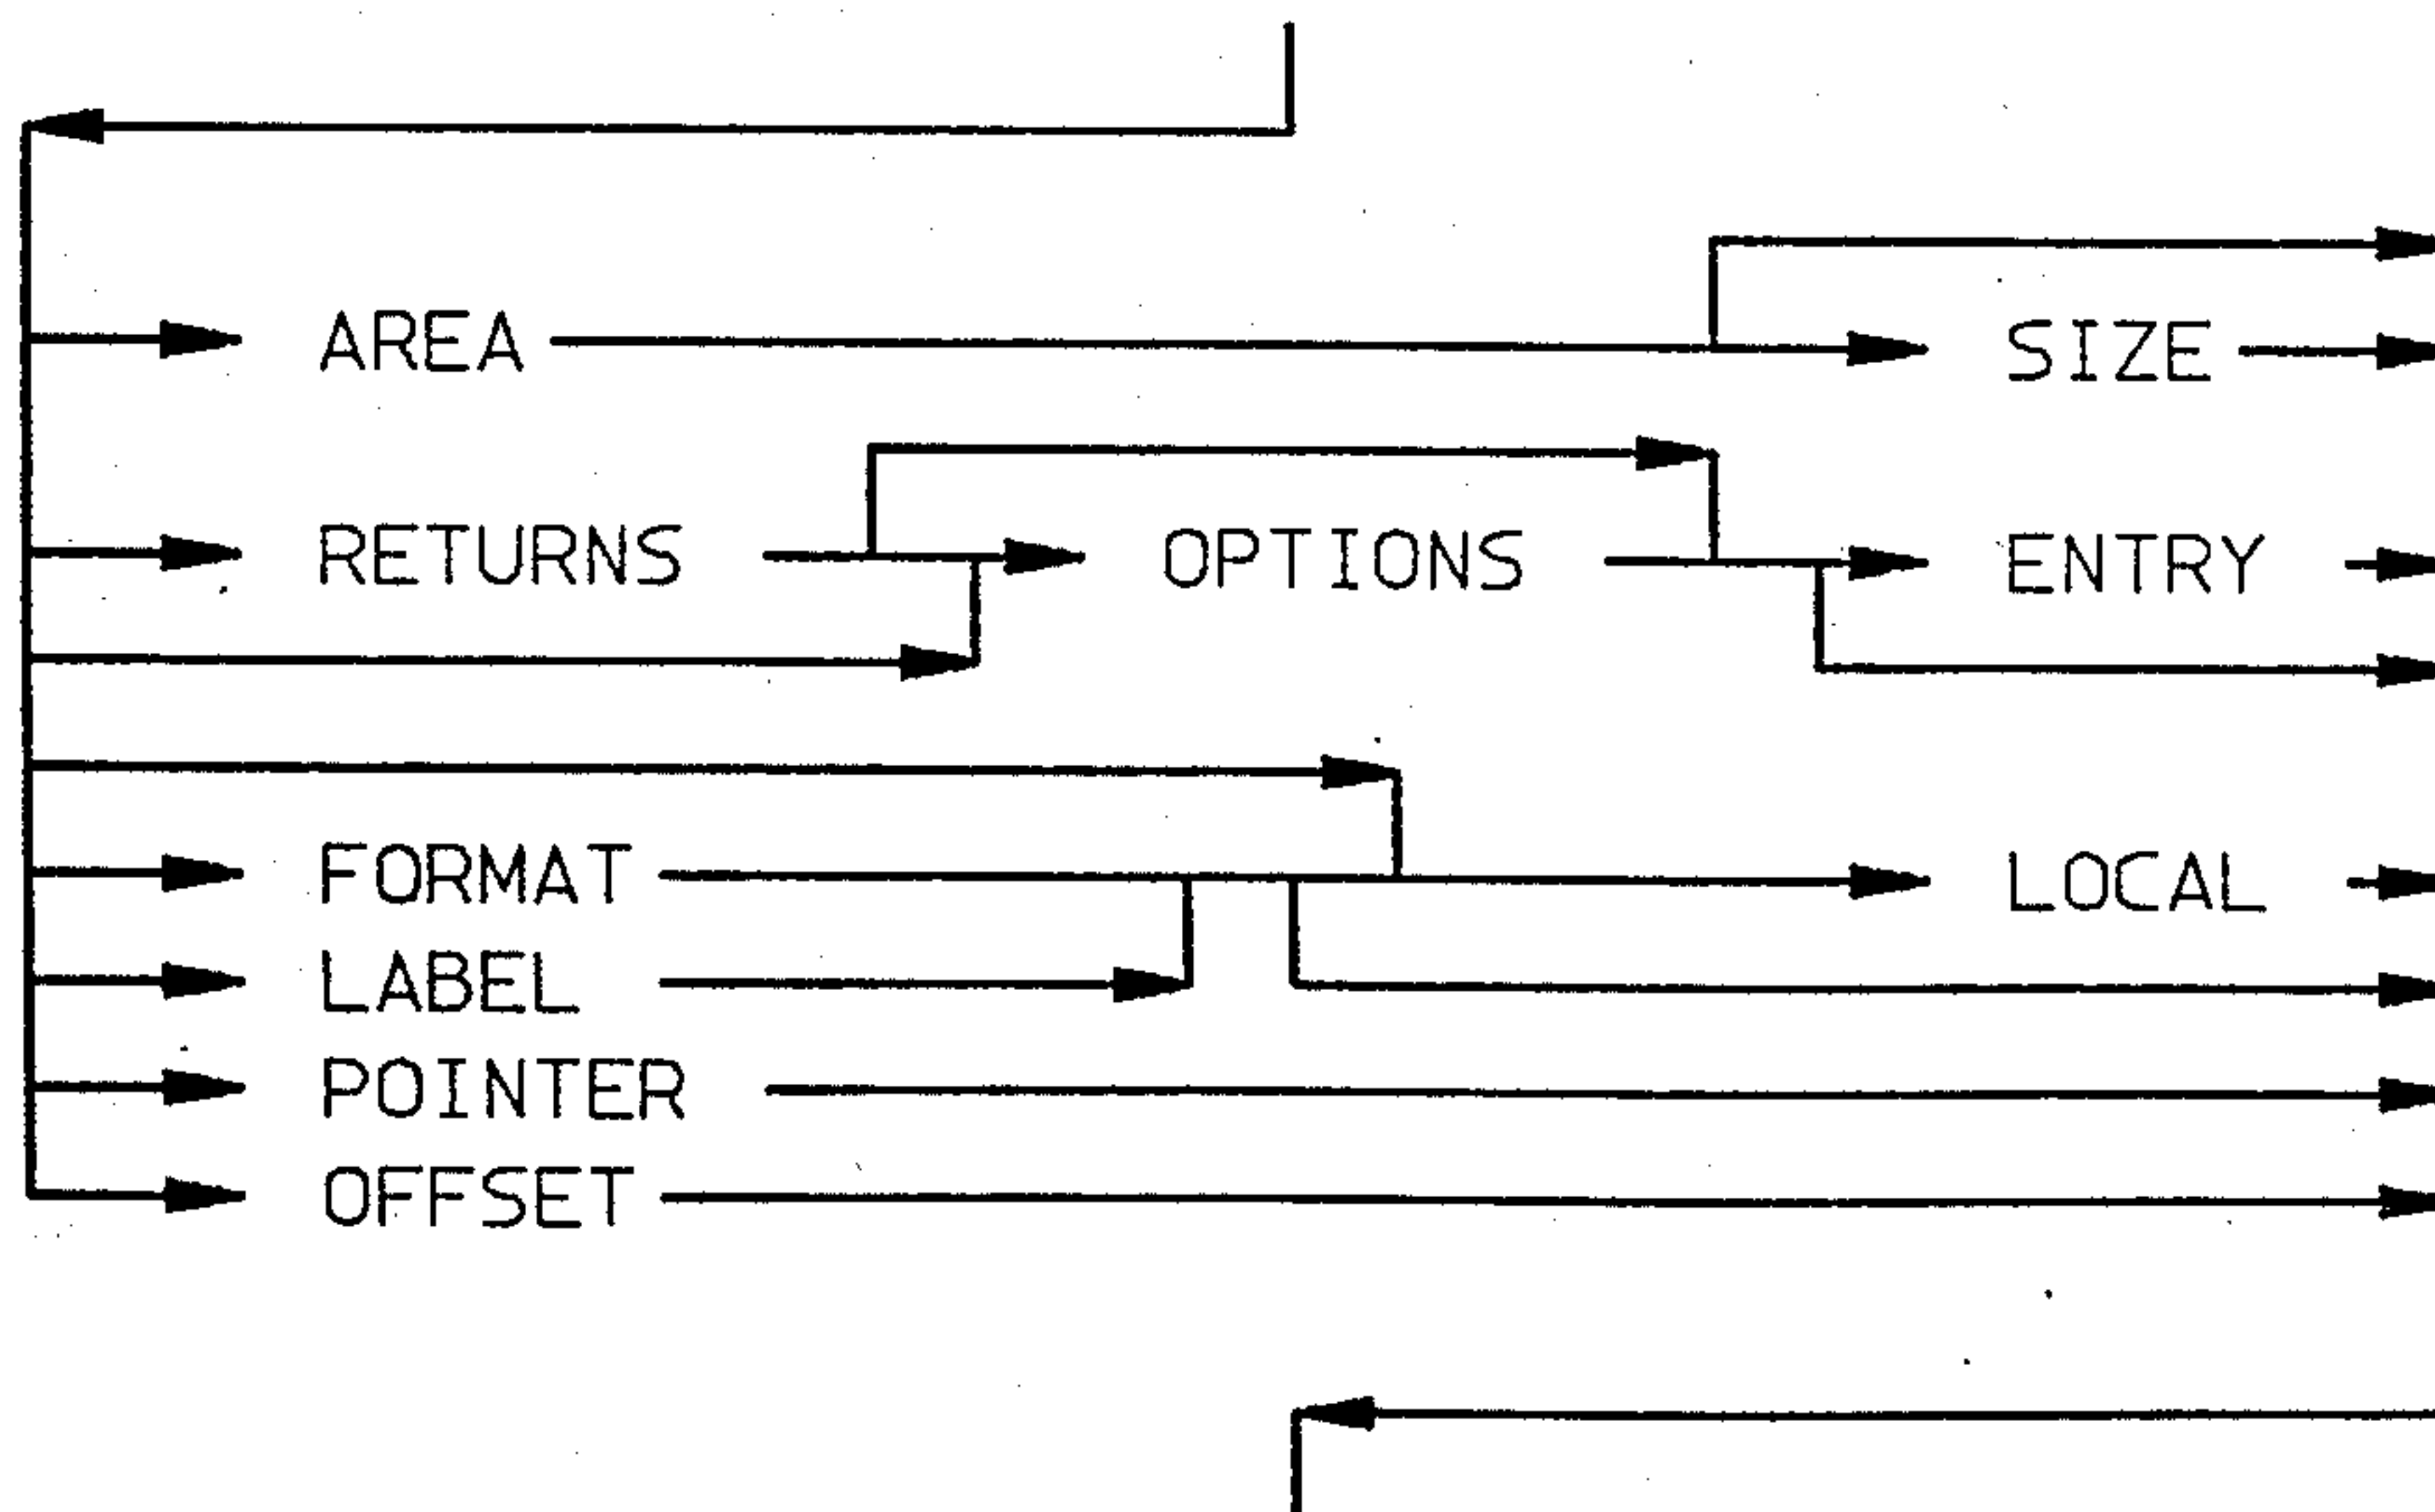 AREA SIZE
RETURNS OPTIONS ENTRY
FORMAT LOCAL
LABEL
POINTER
OFFSET